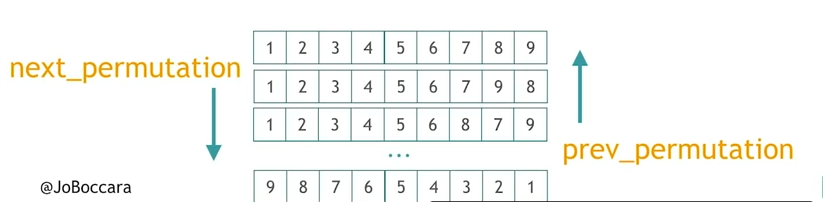 next_permutation
1 2 3 4 5 6 7 8 9
1 2 3 4 5 6 7 9 8
1 2 3 4 5 6 8 7 9
...
prev_permutation
9 8 7 6 5 4 3 2 1
@JoBoccara